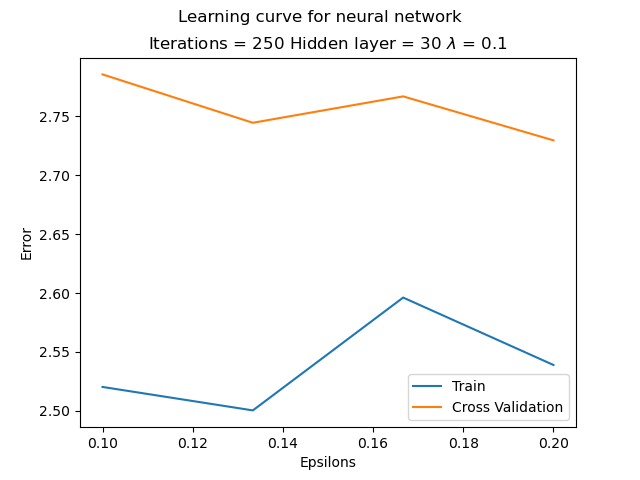 Learning curve for neural network
Iterations = 250 Hidden layer = 30 λ = 0.1
2.75
2.70
2.65
2.60
2.55
2.50
Error
0.10 0.12 0.14 0.16 0.18 0.20
Epsilons
Train
Cross Validation